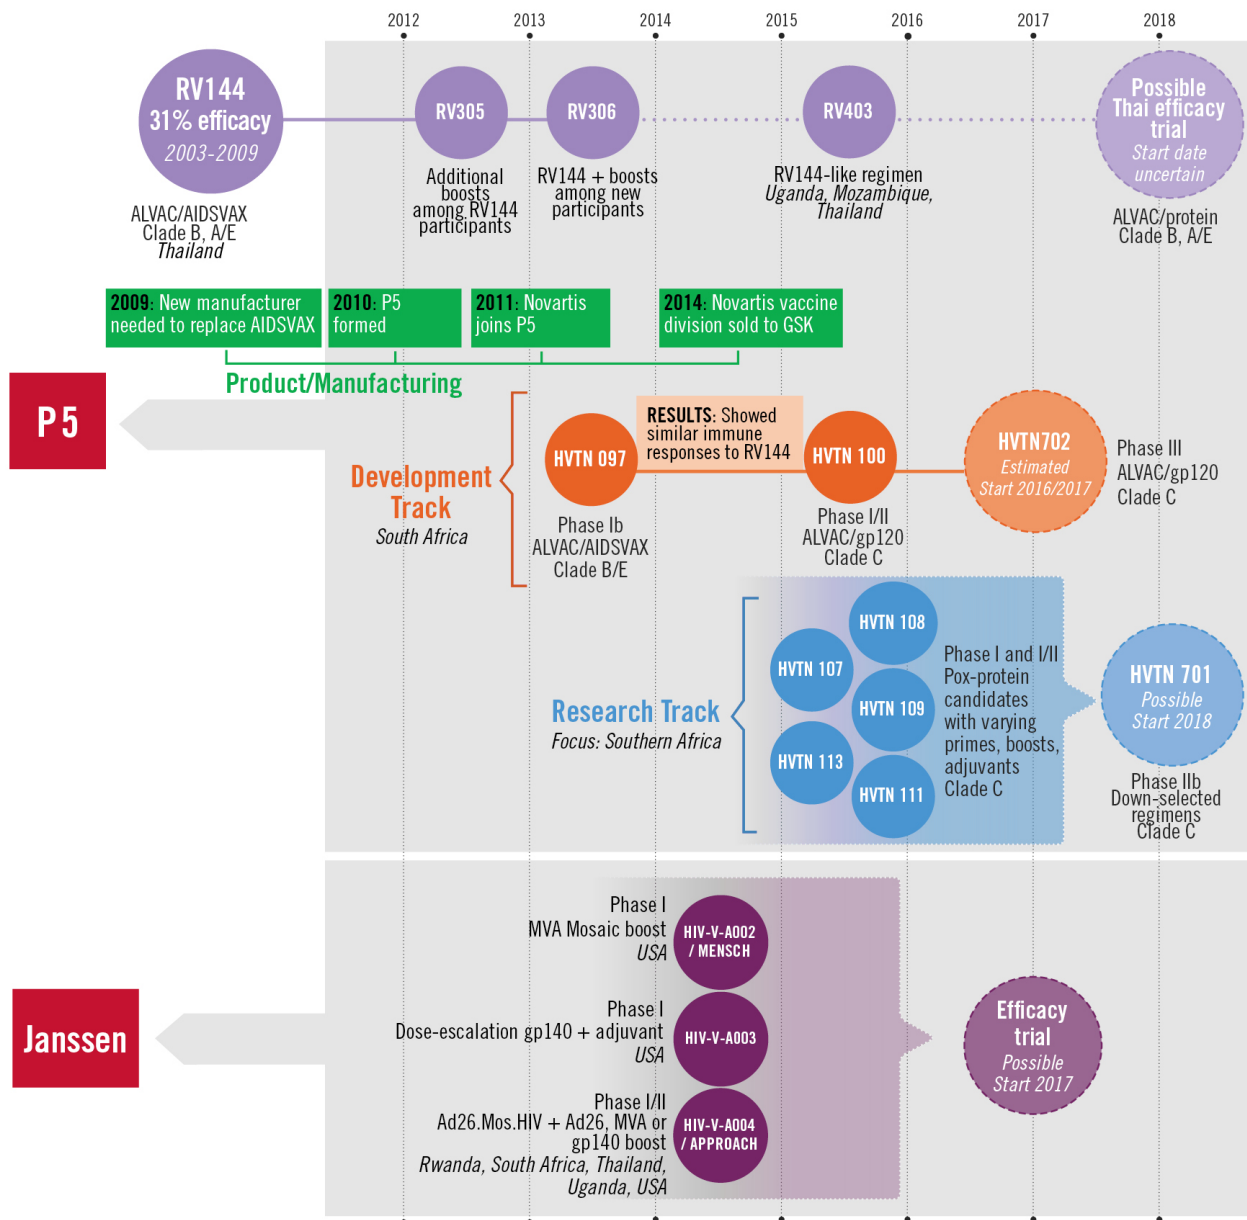 2012
2013
2014
2015
2016
2017
2018
RV144
31% efficacy
2003-2009
ALVAC/AIDSVAX
Clade B, A/E
Thailand
RV305
Additional
boosts
among RV144
participants
RV306
RV144 + boosts
among new
participants
RV403
RV144-like regimen
Uganda, Mozambique,
Thailand
Possible
Thai efficacy
trial
Start date
uncertain
ALVAC/protein
Clade B, A/E
2009: New manufacturer
needed to replace AIDSVAX
2010: P5
formed
2011: Novartis
joins P5
2014: Novartis vaccine
division sold to GSK
Product/Manufacturing
P5
Development
Track
South Africa
HVTN 097
Phase Ib
ALVAC/AIDSVAX
Clade B/E
RESULTS: Showed
similar immune
responses to RV144
HVTN 100
Phase I/II
ALVAC/gp120
Clade C
HVTN702
Estimated
Start 2016/2017
Phase III
ALVAC/gp120
Clade C
Research Track
Focus: Southern Africa
HVTN 107
HVTN 113
HVTN 108
HVTN 109
HVTN 111
Phase I and I/II
Pox-protein
candidates
with varying
primes, boosts,
adjuvants
Clade C
HVTN 701
Possible
Start 2018
Phase IIb
Down-selected
regimens
Clade C
Janssen
Phase I
MVA Mosaic boost
USA
HIV-V-A002
/ MENSCH
Phase I
Dose-escalation gp140 + adjuvant
USA
HIV-V-A003
Phase I/II
Ad26.Mos.HIV + Ad26, MVA or
gp140 boost
Rwanda, South Africa, Thailand,
Uganda, USA
HIV-V-A004
/ APPROACH
Efficacy
trial
Possible
Start 2017